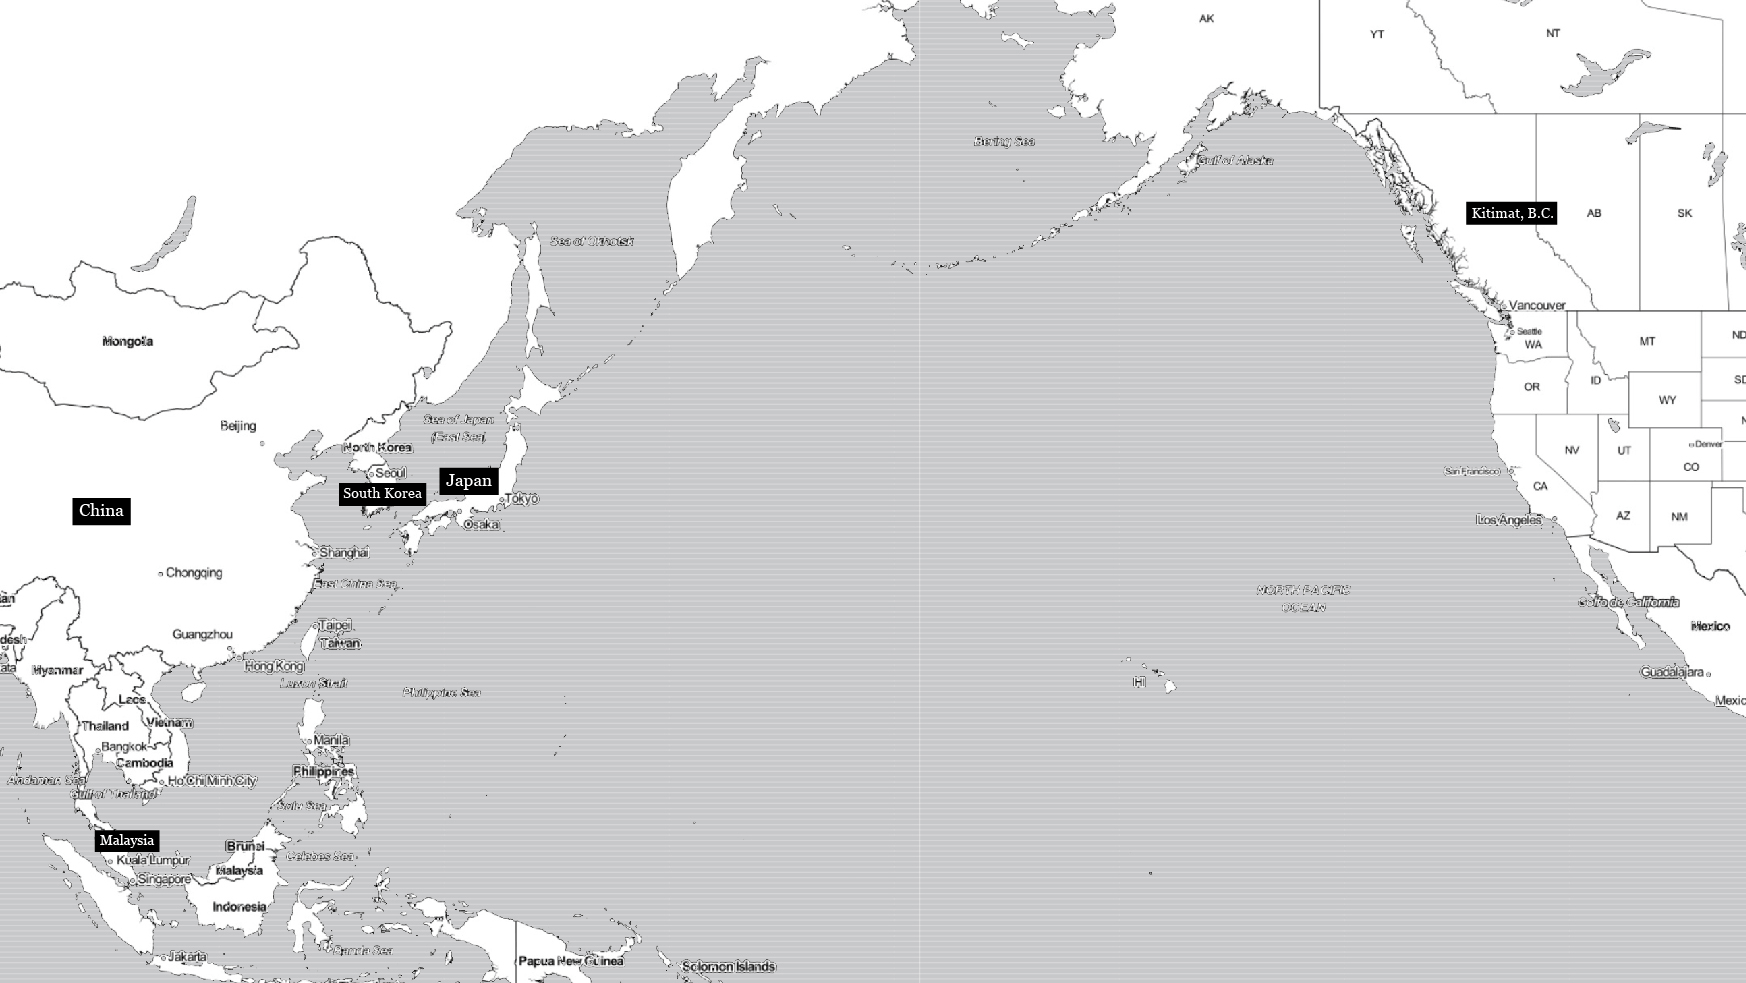 AK
YT
NT
Bering Sea
Gulf of Alaska
Kitimat, B.C.
AB
SK
Sea of Okhotsk
Vancouver
Seattle
WA
MT
ND
Mongolia
OR
ID
SD
WY
Beijing
Sea of Japan
(East Sea)
North Korea
Denver
NV
UT
CO
Seoul
San Francisco
Japan
South Korea
Tokyo
CA
China
Osaka
Los Angeles
AZ
NM
Shanghai
Chongqing
East China Sea
NORTH PACIFIC
OCEAN
Golfo de California
Taipei
Mexico
Guangzhou
Taiwan
Hong Kong
Myanmar
Luzon Strait
HI
Guadalajara
Philippine Sea
Laos
Mexic
Thailand
Vietnam
Manila
Bangkok
Cambodia
Philippines
Andaman Sea
Ho Chi Minh City
Gulf of Thailand
Sulu Sea
Malaysia
Brunei
Kuala Lumpur
Celebes Sea
Malaysia
Singapore
Indonesia
Banda Sea
Jakarta
Papua New Guinea
Solomon Islands